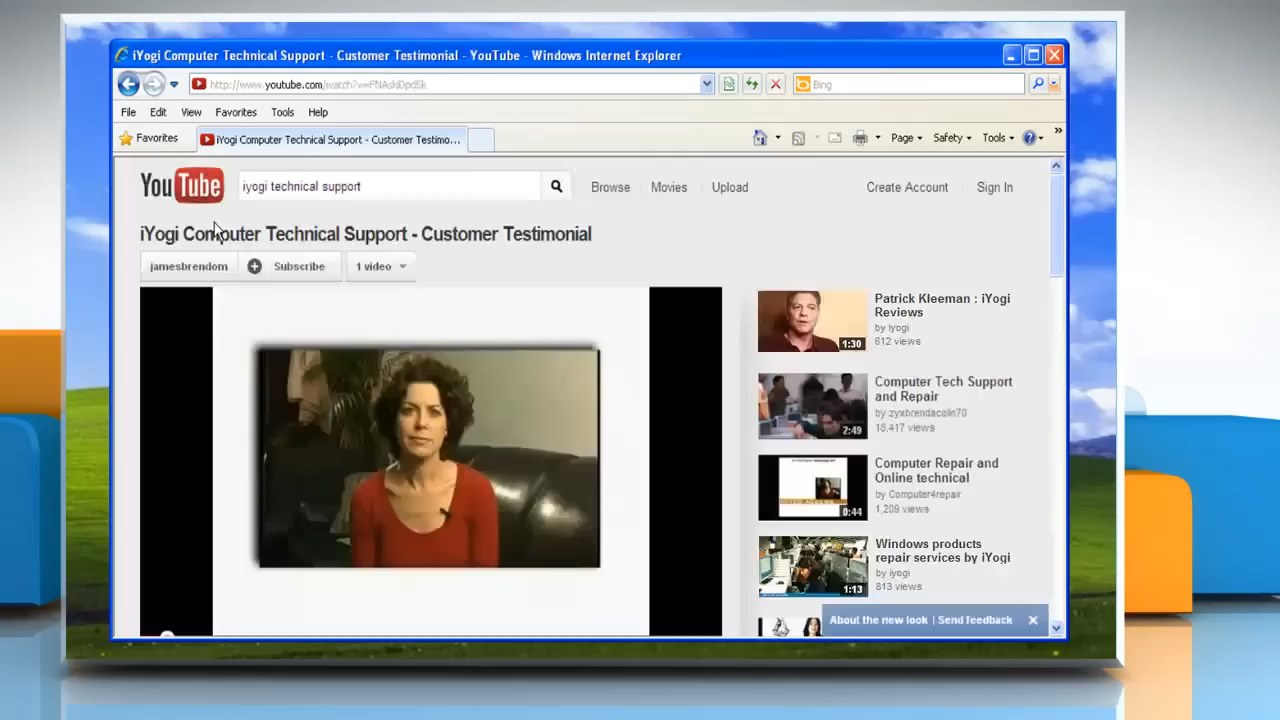 iYogi Computer Technical Support - Customer Testimonial - YouTube - Windows Internet Explorer
Bing
File Edit View Favorites Tools Help
Favorites
iYogi Computer Technical Support - Customer Testimo...
Page Safety Tools
YouTube
iyogi technical support
Browse Movies Upload Create Account Sign In
iYogi Computer Technical Support - Customer Testimonial
jamesbrendom Subscribe 1 video
Patrick Kleeman : iYogi
Reviews
by iyogi
612 views
1:30
Computer Tech Support
and Repair
by zyxbrendacolin70
18,417 views
2:49
Computer Repair and
Online technical
by Computer4repair
1,209 views
0:44
Windows products
repair services by iYogi
by iyogi
813 views
1:13
About the new look | Send feedback